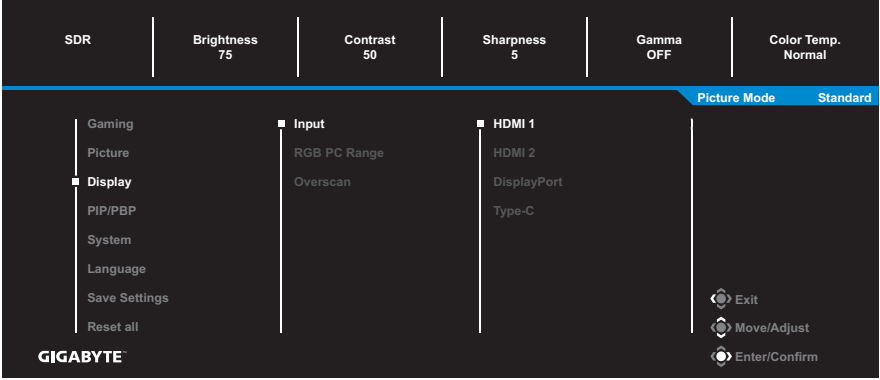 SDR
Brightness
75
Contrast
50
Sharpness
5
Gamma
OFF
Color Temp.
Normal
Picture Mode Standard
Gaming
Picture
Display
PIP/PBP
System
Language
Save Settings
Reset all
Input
RGB PC Range
Overscan
HDMI 1
HDMI 2
DisplayPort
Type-C
Exit
Move/Adjust
Enter/Confirm
GIGABYTE™